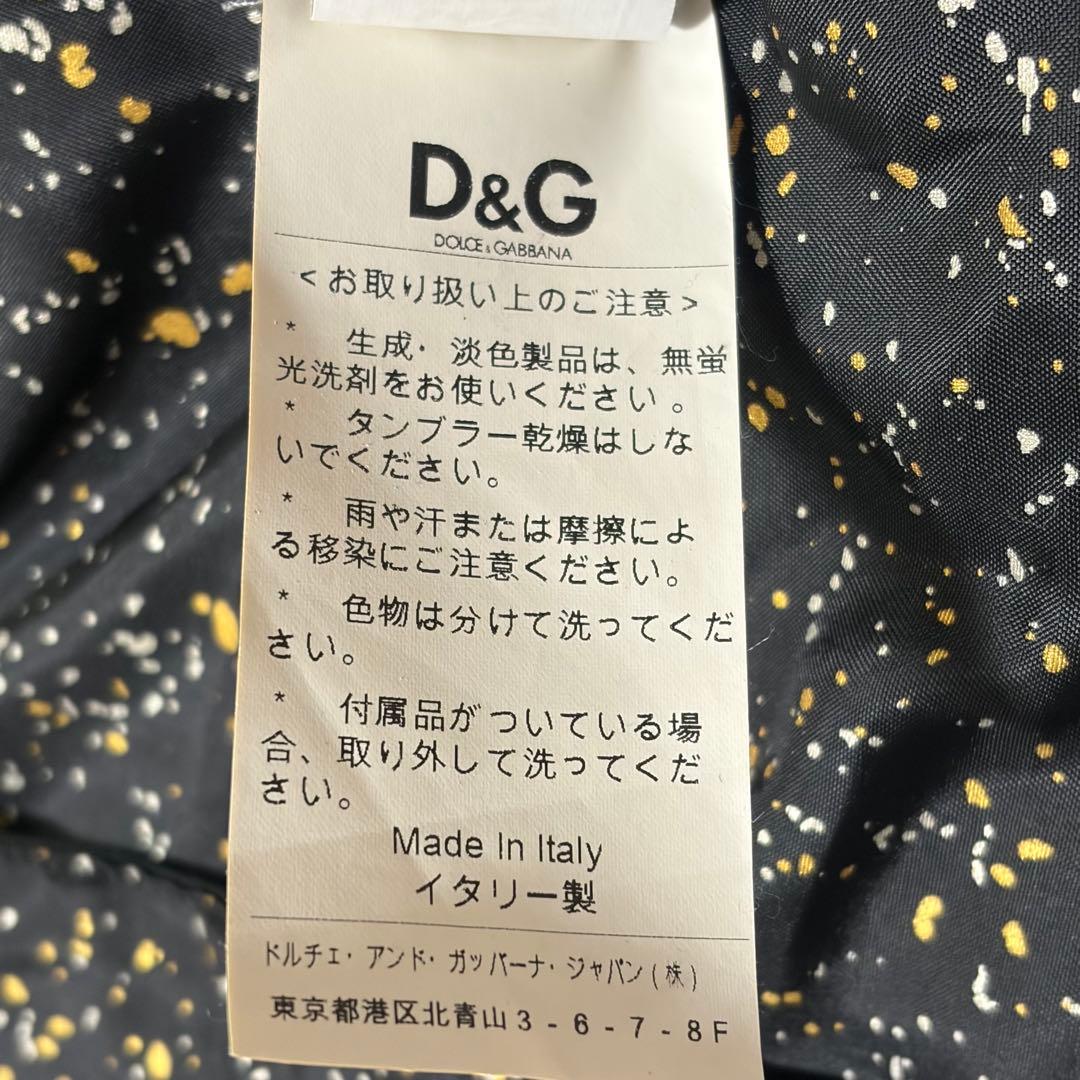 D&G
DOLCE & GABBANA
<お取り扱い上のご注意>
* 生成・淡色製品は、無蛍
光洗剤をお使いください。
* タンブラー乾燥はしな
いでください。
* 雨や汗または摩擦によ
る移染にご注意ください。
* 色物は分けて洗ってくだ
さい。
* 付属品がついている場
合、取り外して洗ってくだ
さい。
Made In Italy
イタリー製
ドルチェ・アンド・ガッバーナ・ジャパン(株)
東京都港区北青山3-6-7-8F